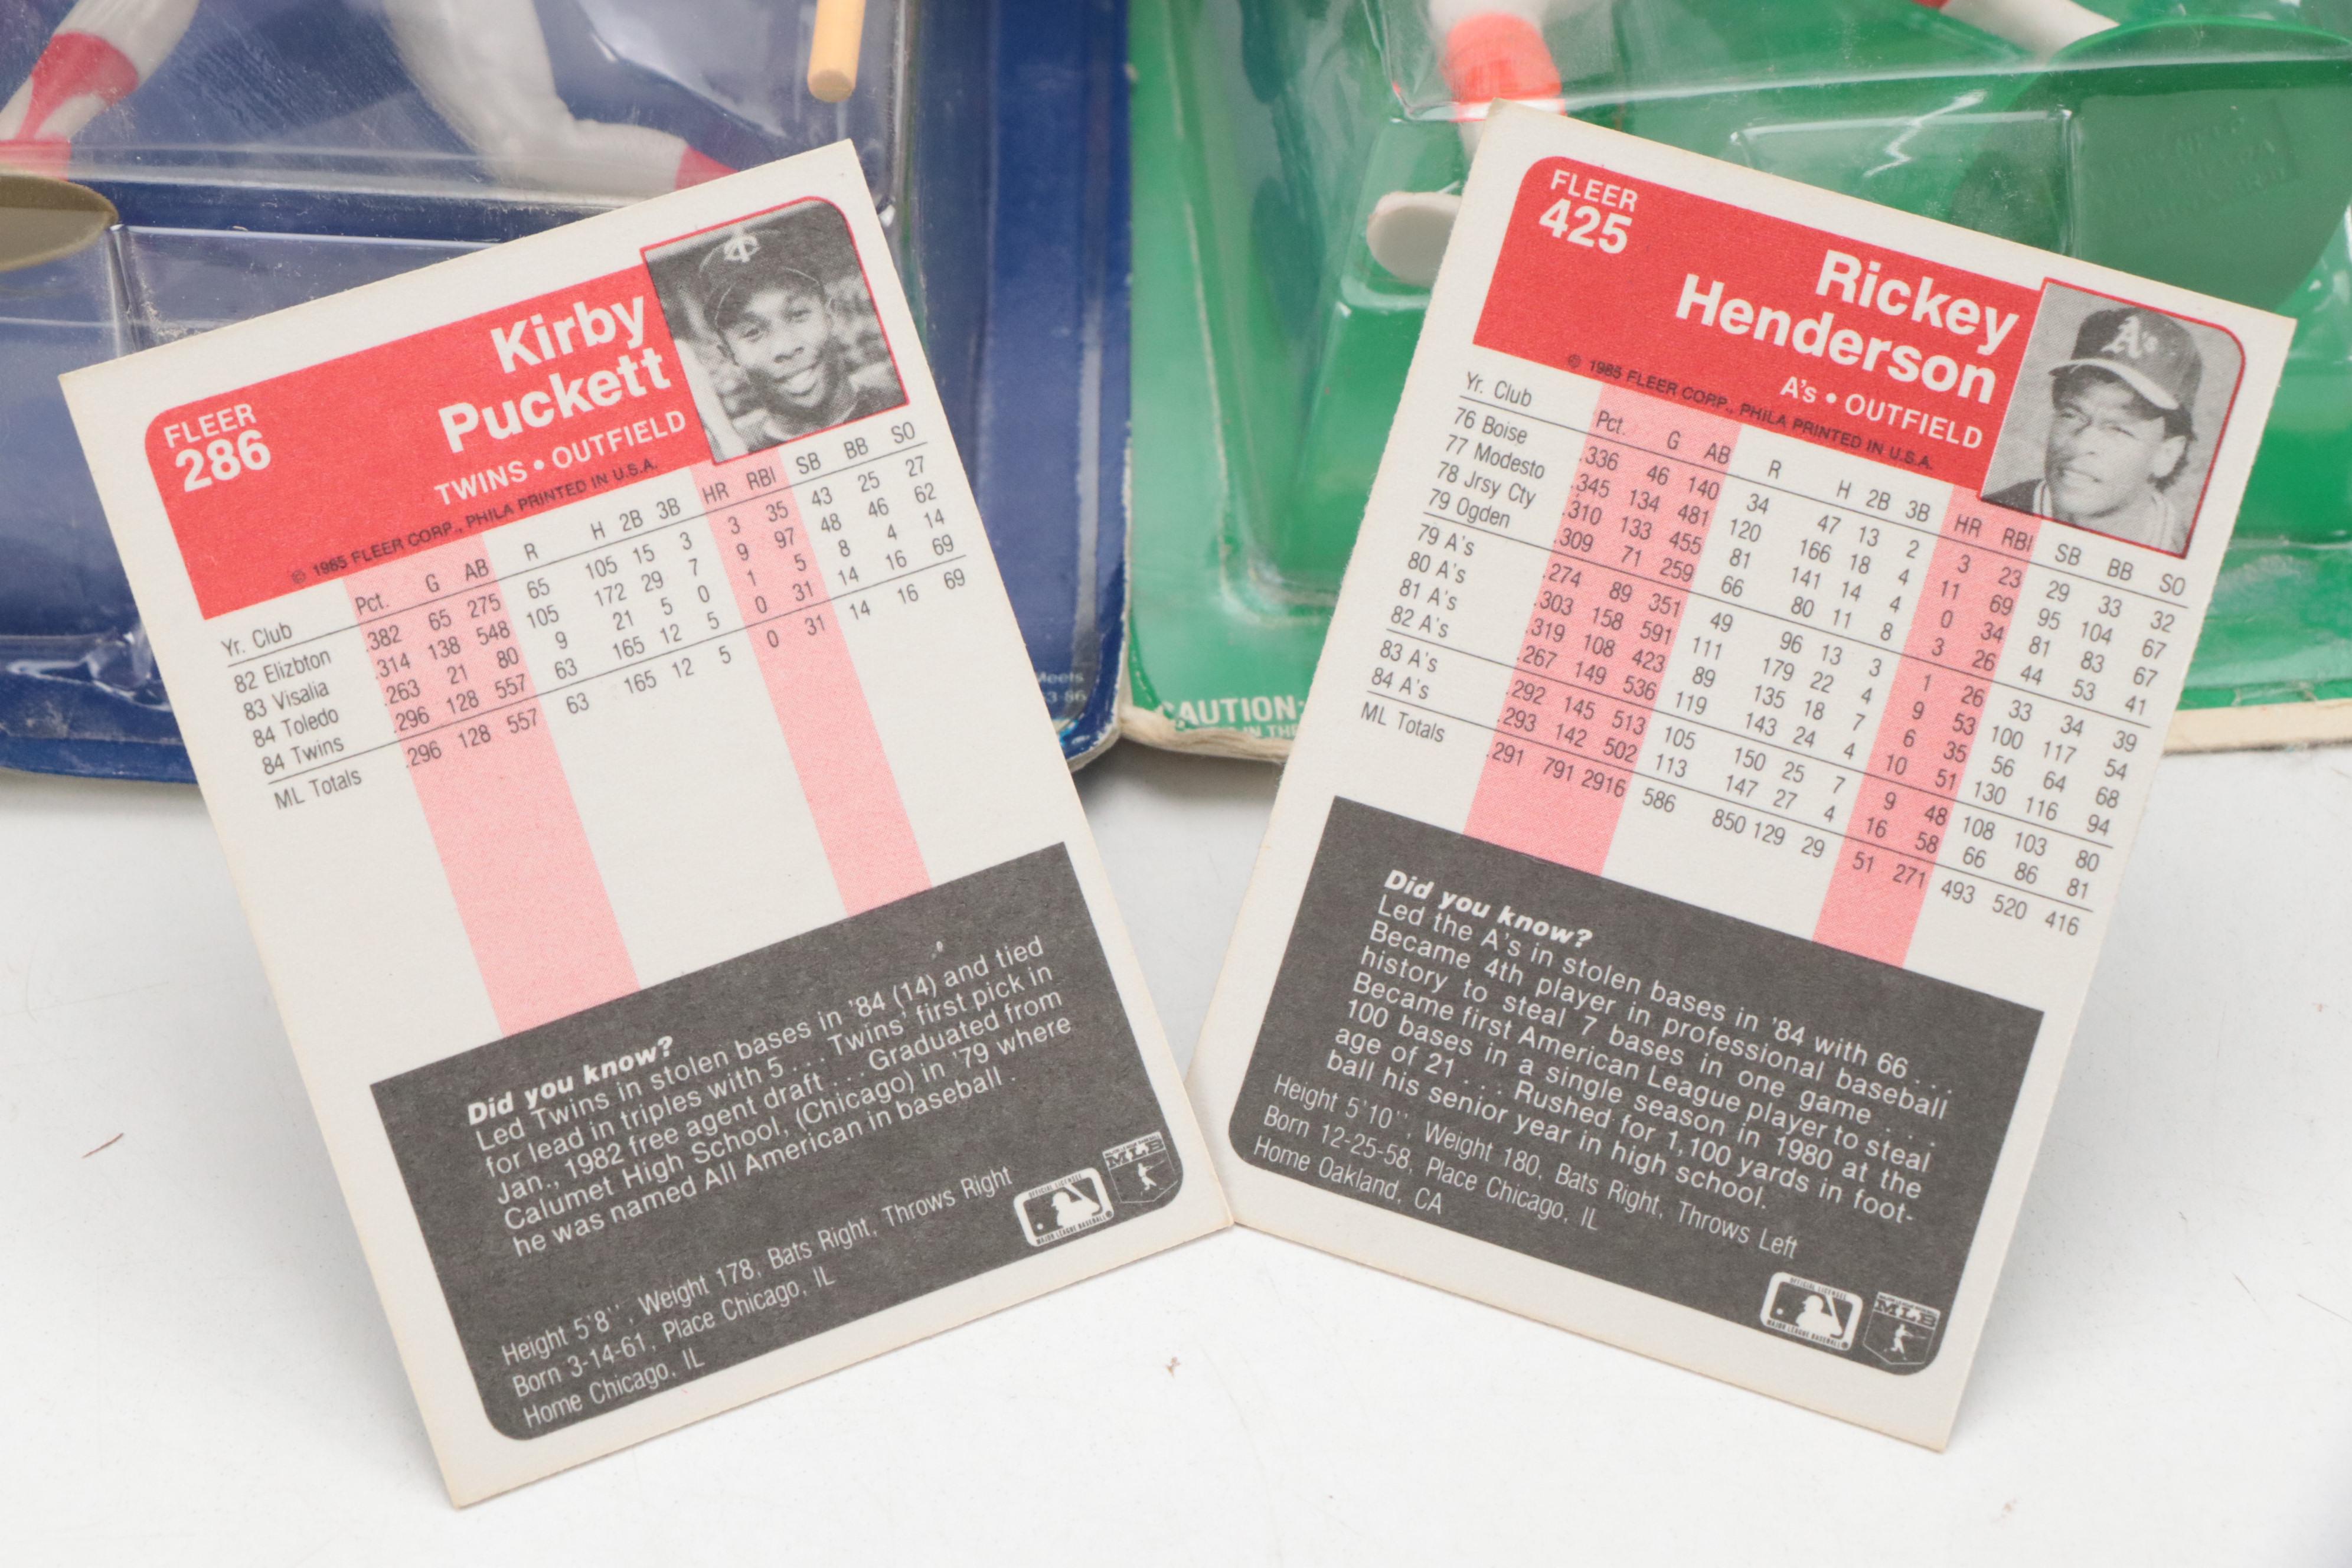 FLEER
286
Kirby
Puckett
TWINS • OUTFIELD
© 1985 FLEER CORP., PHILA PRINTED IN U.S.A.
Yr. Club Pct. G AB R H 2B 3B HR RBI SB BB SO
82 Elizbton .382 65 275 65 105 15 3 3 35 43 25 27
83 Visalia .314 138 548 105 172 29 7 9 97 48 46 62
84 Toledo .263 21 80 9 21 5 0 1 5 8 4 14
84 Twins .296 128 557 63 165 12 5 0 31 14 16 69
ML Totals .296 128 557 63 165 12 5 0 31 14 16 69
Did you know?
Led Twins in stolen bases in '84 (14) and tied
for lead in triples with 5 . . . Twins' first pick in
Jan., 1982 free agent draft . . . Graduated from
Calumet High School, (Chicago) in '79 where
he was named All American in baseball .
Height 5'8'', Weight 178, Bats Right, Throws Right
Born 3-14-61, Place Chicago, IL
Home Chicago, IL
OFFICIAL LICENSEE
MAJOR LEAGUE BASEBALL
MLB
FLEER
425
Rickey
Henderson
A's • OUTFIELD
© 1985 FLEER CORP., PHILA PRINTED IN U.S.A.
Yr. Club Pct. G AB R H 2B 3B HR RBI SB BB SO
76 Boise .336 46 140 34 47 13 2 3 23 29 33 32
77 Modesto .345 134 481 120 166 18 4 11 69 95 104 67
78 Jrsy Cty .310 133 455 81 141 14 4 0 34 81 83 67
79 Ogden .309 71 259 66 80 11 8 3 26 44 53 41
79 A's .274 89 351 49 96 13 3 1 26 33 34 39
80 A's .303 158 591 111 179 22 4 9 53 100 117 54
81 A's .319 108 423 89 135 18 7 6 35 56 64 68
82 A's .267 149 536 119 143 24 4 10 51 130 116 94
83 A's .292 145 513 105 150 25 7 9 48 108 103 80
84 A's .293 142 502 113 147 27 4 16 58 66 86 81
ML Totals .291 791 2916 586 850 129 29 51 271 493 520 416
Did you know?
Led the A's in stolen bases in '84 with 66 . . .
Became 4th player in professional baseball
history to steal 7 bases in one game . . .
Became first American League player to steal
100 bases in a single season in 1980 at the
age of 21 . . . Rushed for 1,100 yards in foot-
ball his senior year in high school.
Height 5'10'', Weight 180, Bats Right, Throws Left
Born 12-25-58, Place Chicago, IL
Home Oakland, CA
OFFICIAL LICENSEE
MAJOR LEAGUE BASEBALL
MLB
Meets
3-86
CAUTION:
IN THE